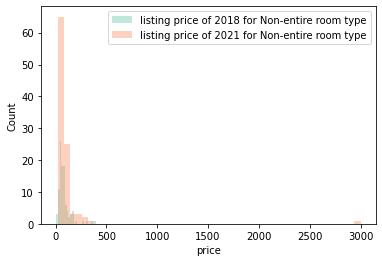 listing price of 2018 for Non-entire room type
listing price of 2021 for Non-entire room type
Count
60
50
40
30
20
10
0
0 500 1000 1500 2000 2500 3000
price